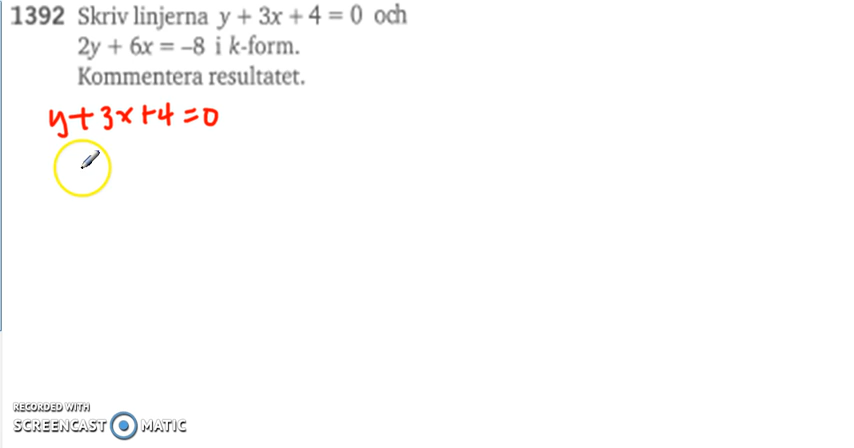 1392 Skriv linjerna y + 3x + 4 = 0 och
2y + 6x = –8 i k-form.
Kommentera resultatet.
y+3x+4=0
RECORDED WITH
SCREENCAST MATIC